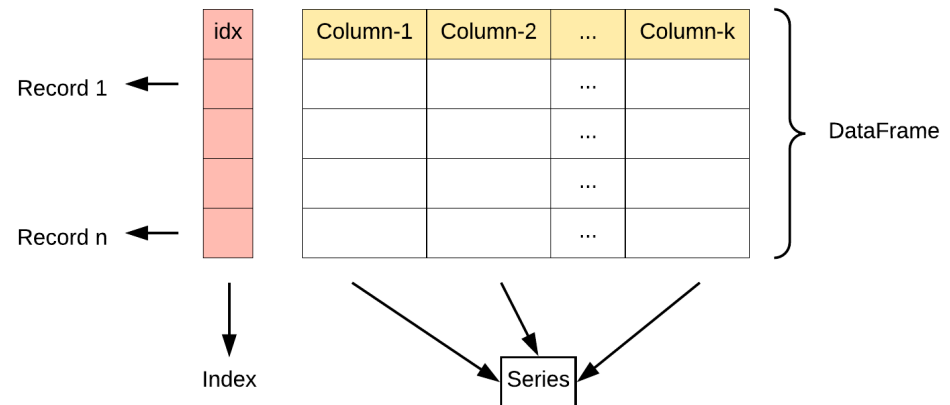 idx Column-1 Column-2 ... Column-k
Record 1 ...
... DataFrame
...
Record n ...
Index Series